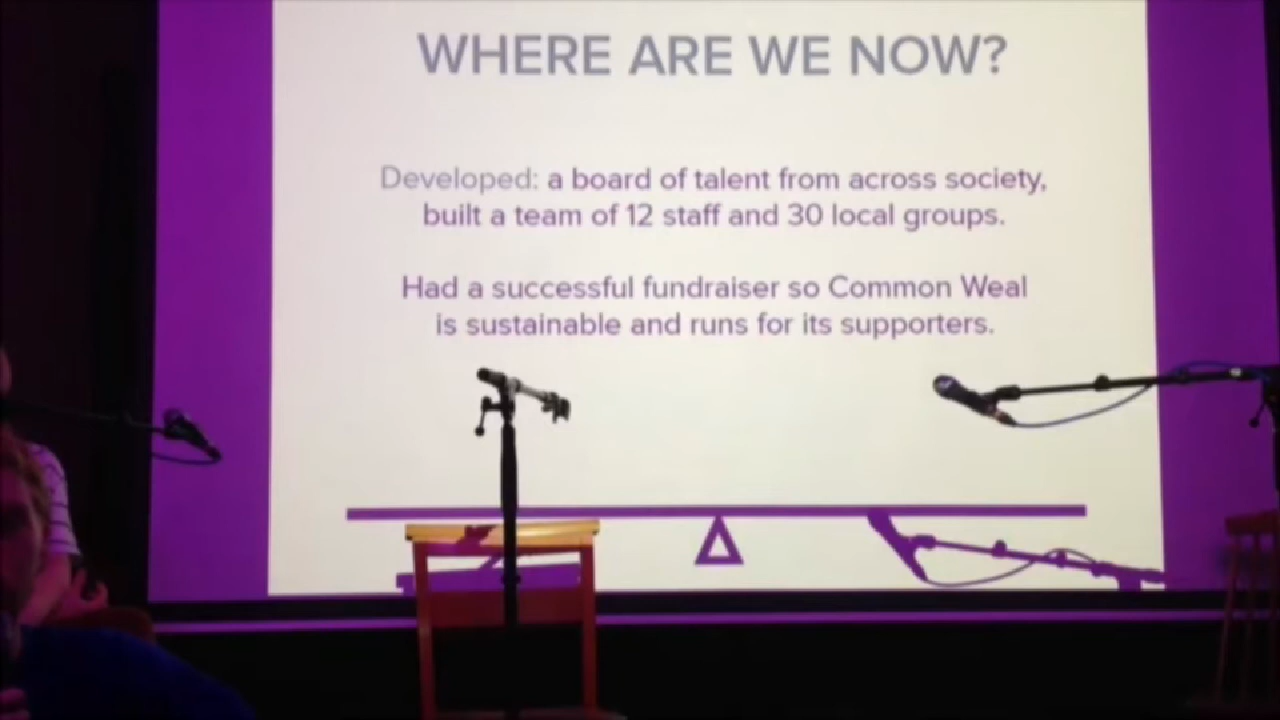 WHERE ARE WE NOW?
Developed: a board of talent from across society,
built a team of 12 staff and 30 local groups.
Had a successful fundraiser so Common Weal
is sustainable and runs for its supporters.